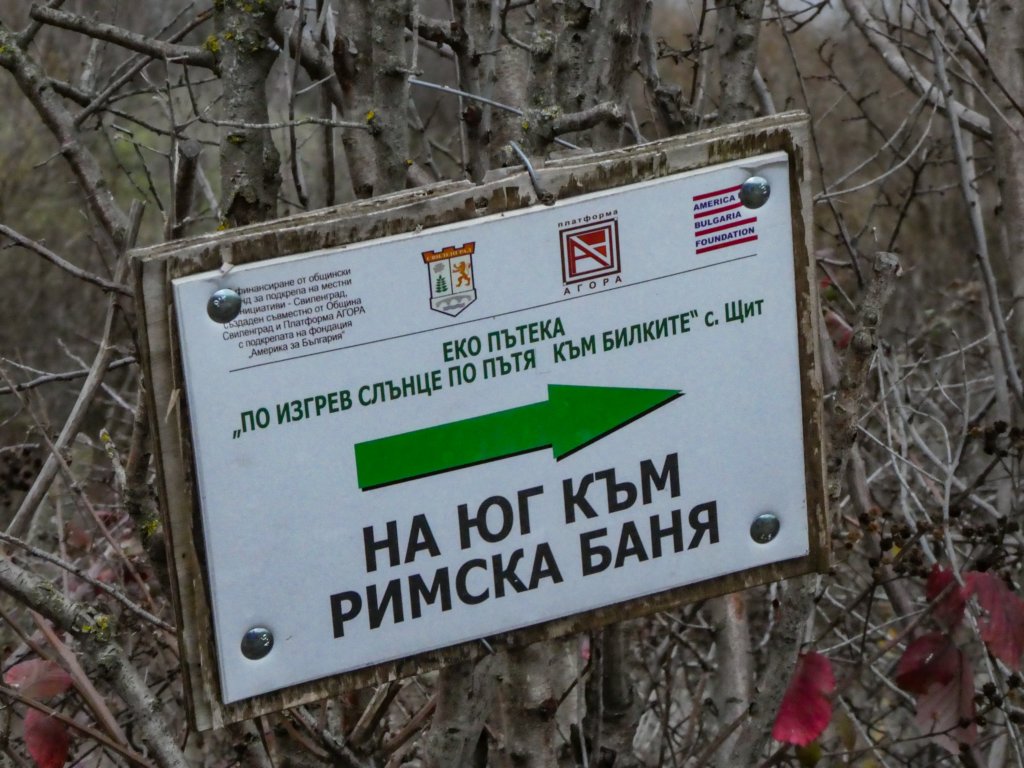 финансиране от общински
фонд за подкрепа на местни
инициативи - Свиленград,
създаден съвместно от Община
Свиленград и Платформа АГОРА
с подкрепата на фондация
„Америка за България"
СВИЛЕНГРАД
платформа
АГОРА
AMERICA
BULGARIA
FOUNDATION
ЕКО ПЪТЕКА
„ПО ИЗГРЕВ СЛЪНЦЕ ПО ПЪТЯ КЪМ БИЛКИТЕ“ с. Щит
НА ЮГ КЪМ
РИМСКА БАНЯ